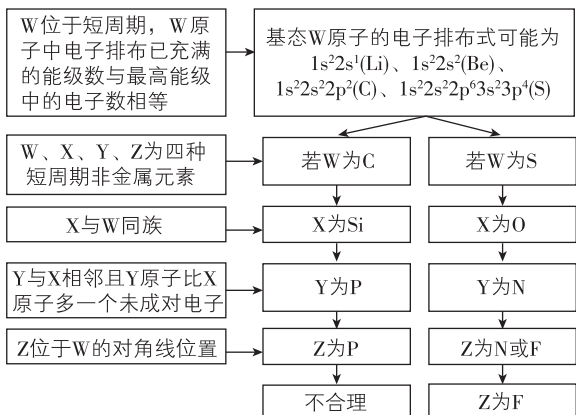 W位于短周期，W原
子中电子排布已充满
的能级数与最高能级
中的电子数相等
基态W原子的电子排布式可能为
1s²2s¹(Li)、1s²2s²(Be)、
1s²2s²2p²(C)、1s²2s²2p⁶3s²3p⁴(S)
W、X、Y、Z为四种
短周期非金属元素
若W为C
若W为S
X与W同族
X为Si
X为O
Y与X相邻且Y原子比X
原子多一个未成对电子
Y为P
Y为N
Z位于W的对角线位置
Z为P
Z为N或F
不合理
Z为F